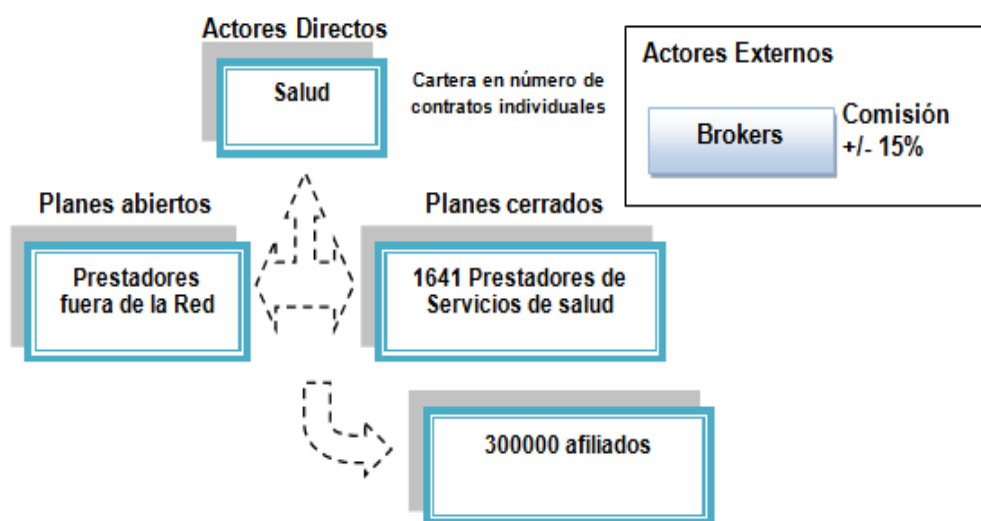 Actores Directos
Salud
Cartera en número de
contratos individuales
Actores Externos
Brokers
Comisión
+/- 15%
Planes abiertos
Prestadores
fuera de la Red
Planes cerrados
1641 Prestadores de
Servicios de salud
300000 afiliados